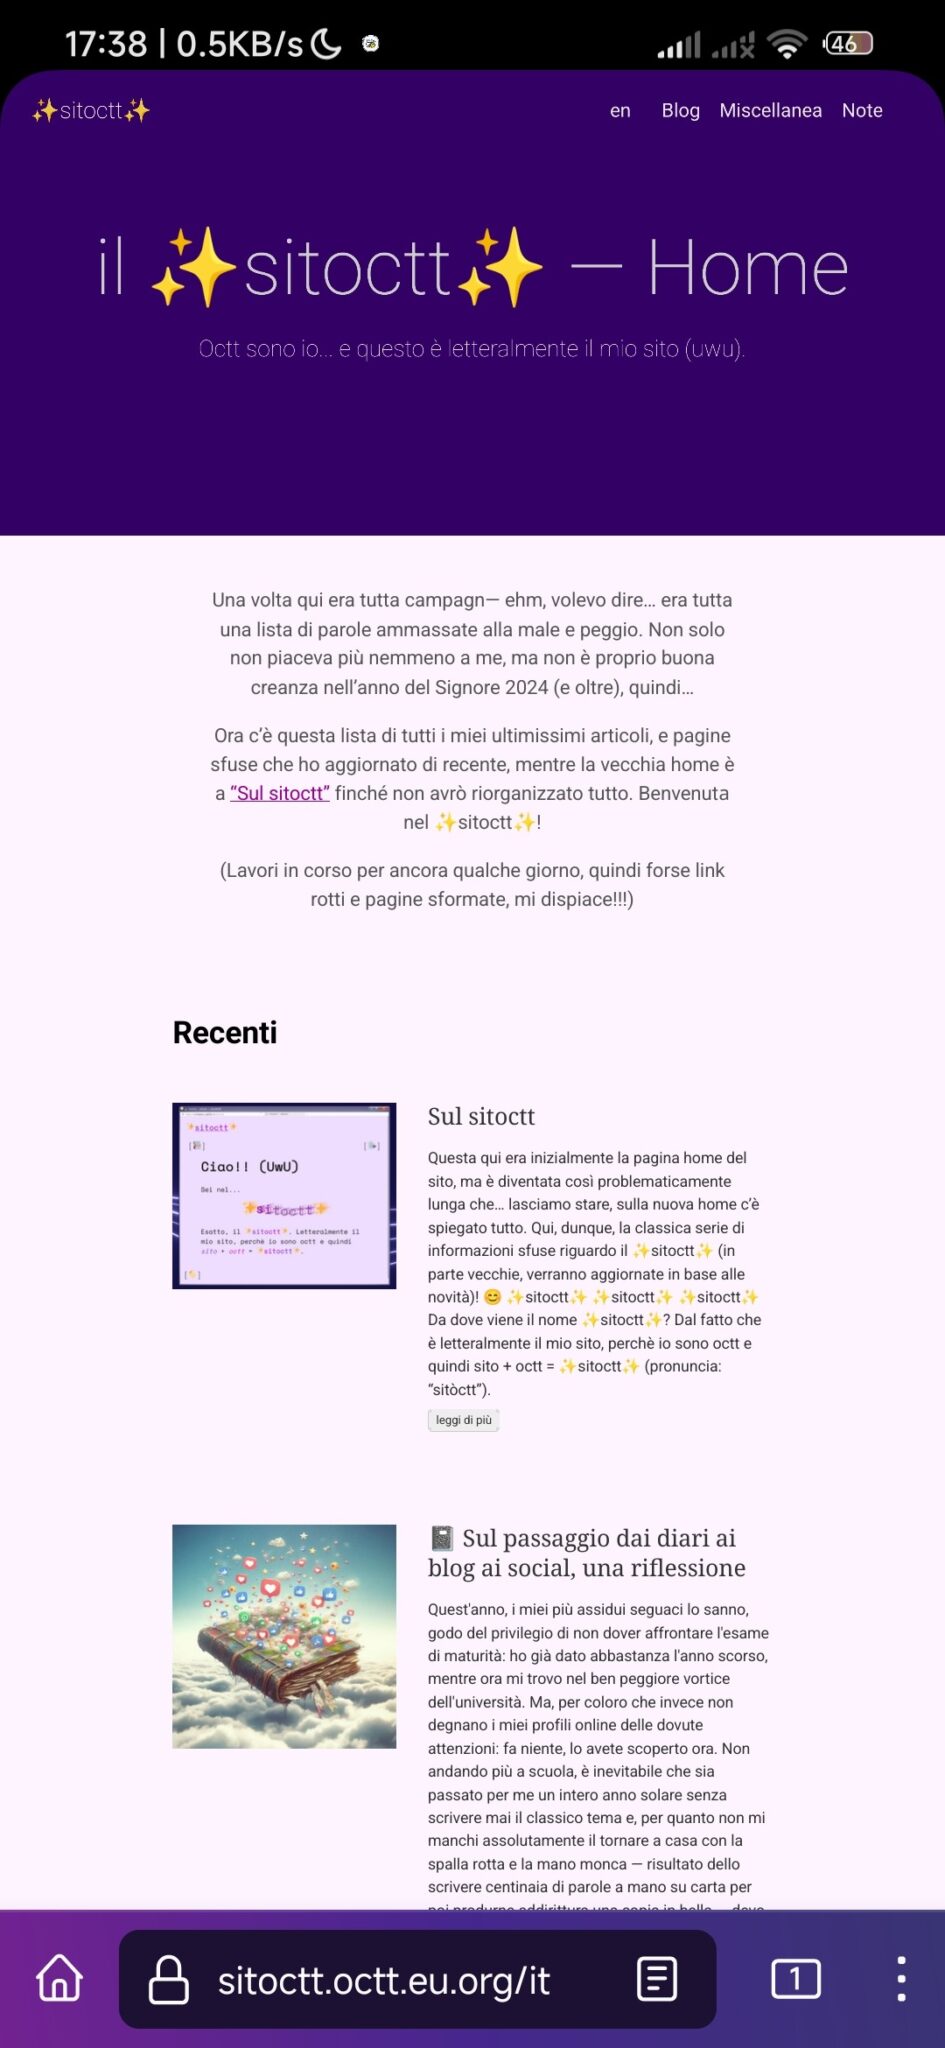 17:38 | 0.5KB/s
46
✨sitoctt✨
en Blog Miscellanea Note
il ✨sitoctt✨ — Home
Octt sono io... e questo è letteralmente il mio sito (uwu).
Una volta qui era tutta campagn— ehm, volevo dire… era tutta
una lista di parole ammassate alla male e peggio. Non solo
non piaceva più nemmeno a me, ma non è proprio buona
creanza nell’anno del Signore 2024 (e oltre), quindi…
Ora c’è questa lista di tutti i miei ultimissimi articoli, e pagine
sfuse che ho aggiornato di recente, mentre la vecchia home è
a “Sul sitoctt” finché non avrò riorganizzato tutto. Benvenuta
nel ✨sitoctt✨!
(Lavori in corso per ancora qualche giorno, quindi forse link
rotti e pagine sformate, mi dispiace!!!)
Recenti
✨sitoctt✨
Ciao!! (UwU)
Sei nel...
✨sitoctt✨
Esatto, il ✨sitoctt✨. Letteralmente il
mio sito, perchè io sono octt e quindi
sito + octt = ✨sitoctt✨.
Sul sitoctt
Questa qui era inizialmente la pagina home del
sito, ma è diventata così problematicamente
lunga che… lasciamo stare, sulla nuova home c’è
spiegato tutto. Qui, dunque, la classica serie di
informazioni sfuse riguardo il ✨sitoctt✨ (in
parte vecchie, verranno aggiornate in base alle
novità)! 😊 ✨sitoctt✨ ✨sitoctt✨ ✨sitoctt✨
Da dove viene il nome ✨sitoctt✨? Dal fatto che
è letteralmente il mio sito, perchè io sono octt e
quindi sito + octt = ✨sitoctt✨ (pronuncia:
“sitòctt”).
leggi di più
📓 Sul passaggio dai diari ai
blog ai social, una riflessione
Quest'anno, i miei più assidui seguaci lo sanno,
godo del privilegio di non dover affrontare l'esame
di maturità: ho già dato abbastanza l'anno scorso,
mentre ora mi trovo nel ben peggiore vortice
dell'università. Ma, per coloro che invece non
degnano i miei profili online delle dovute
attenzioni: fa niente, lo avete scoperto ora. Non
andando più a scuola, è inevitabile che sia
passato per me un intero anno solare senza
scrivere mai il classico tema e, per quanto non mi
manchi assolutamente il tornare a casa con la
spalla rotta e la mano monca — risultato dello
scrivere centinaia di parole a mano su carta per
sitoctt.octt.eu.org/it
1